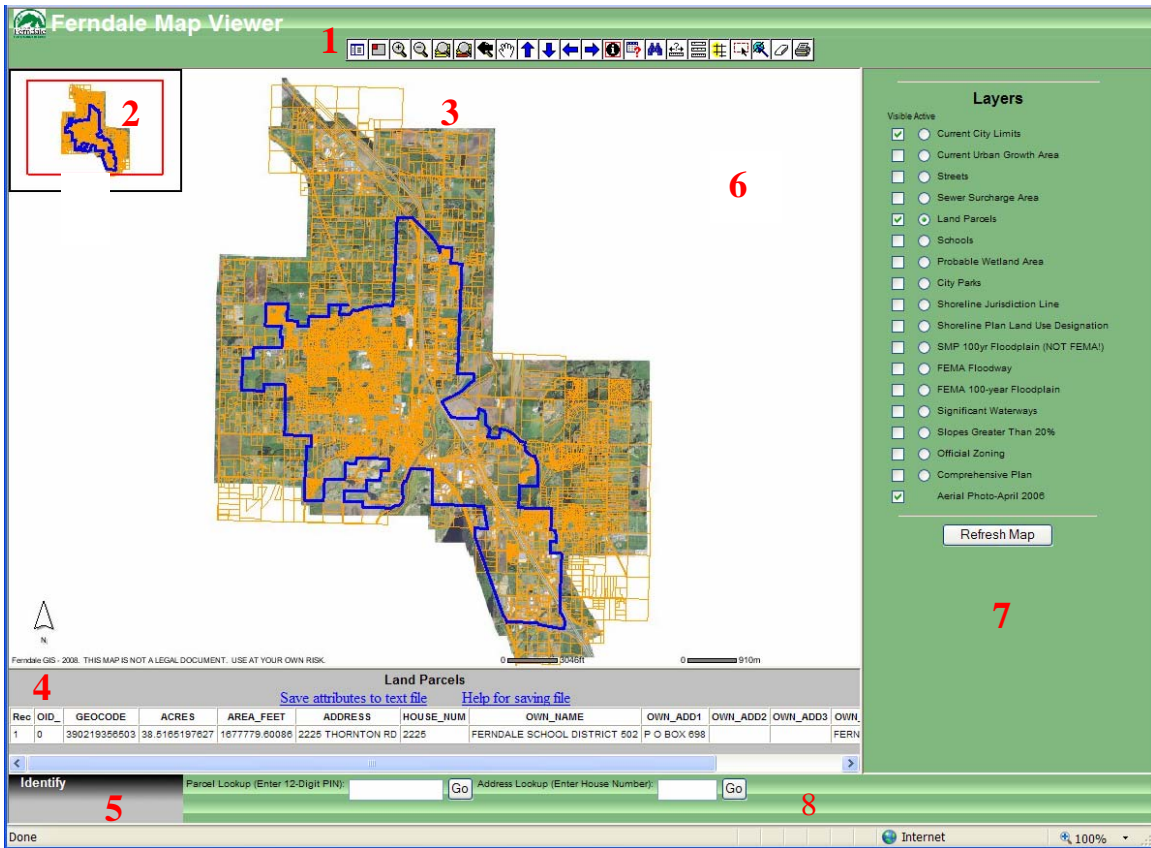 Ferndale Map Viewer
Ferndale
1
2
3
6
Layers
Visible Active
Current City Limits
Current Urban Growth Area
Streets
Sewer Surcharge Area
Land Parcels
Schools
Probable Wetland Area
City Parks
Shoreline Jurisdiction Line
Shoreline Plan Land Use Designation
SMP 100yr Floodplain (NOT FEMA!)
FEMA Floodway
FEMA 100-year Floodplain
Significant Waterways
Slopes Greater Than 20%
Official Zoning
Comprehensive Plan
Aerial Photo-April 2006
Refresh Map
7
N
Ferndale GIS - 2008. THIS MAP IS NOT A LEGAL DOCUMENT. USE AT YOUR OWN RISK.
0 3046ft 0 910m
4
Land Parcels
Save attributes to text file Help for saving file
Rec OID_ GEOCODE ACRES AREA_FEET ADDRESS HOUSE_NUM OWN_NAME OWN_ADD1 OWN_ADD2 OWN_ADD3 OWN_
1 0 390219356503 38.5165197627 1677779.60086 2225 THORNTON RD 2225 FERNDALE SCHOOL DISTRICT 502 P O BOX 698 FERN
Identify
5
Parcel Lookup (Enter 12-Digit PIN): Go Address Lookup (Enter House Number): Go
8
Done Internet 100%